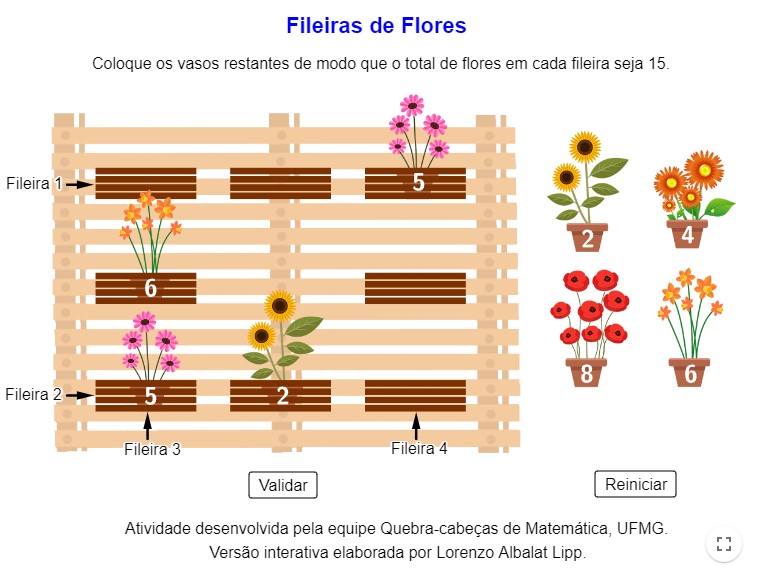 Fileiras de Flores
Coloque os vasos restantes de modo que o total de flores em cada fileira seja 15.
Fileira 1
5
2
4
6
8
6
Fileira 2
5
2
Fileira 3
Fileira 4
Validar
Reiniciar
Atividade desenvolvida pela equipe Quebra-cabeças de Matemática, UFMG.
Versão interativa elaborada por Lorenzo Albalat Lipp.